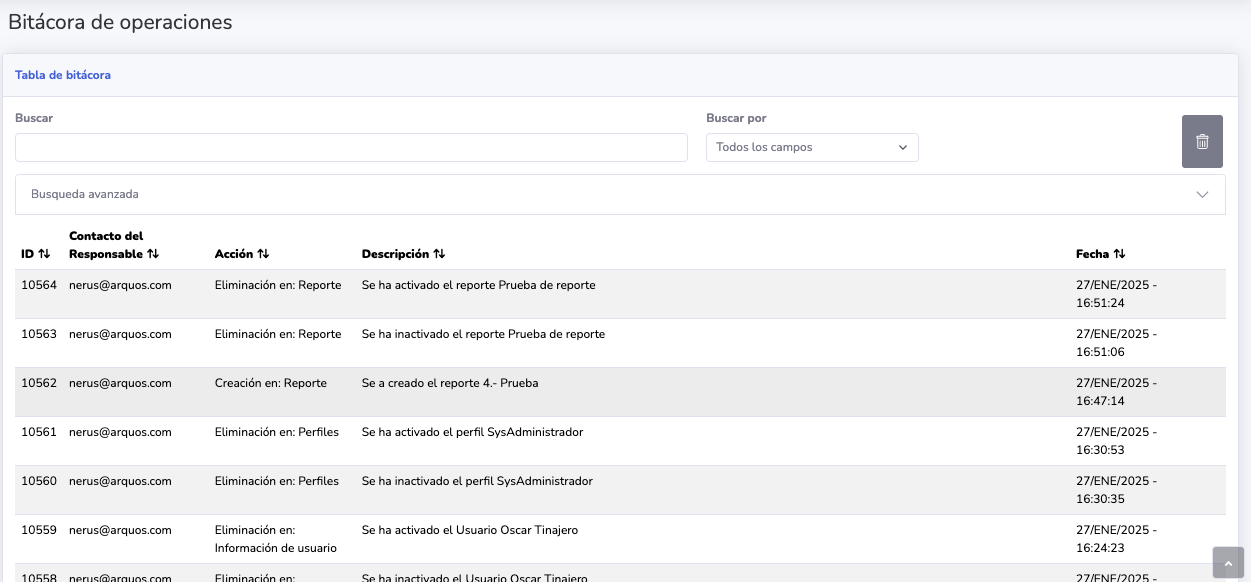 Bitácora de operaciones
Tabla de bitácora
Buscar
Buscar por
Todos los campos
Busqueda avanzada
ID
Contacto del
Responsable
Acción
Descripción
Fecha
10564 nerus@arquos.com Eliminación en: Reporte Se ha activado el reporte Prueba de reporte 27/ENE/2025 -
16:51:24
10563 nerus@arquos.com Eliminación en: Reporte Se ha inactivado el reporte Prueba de reporte 27/ENE/2025 -
16:51:06
10562 nerus@arquos.com Creación en: Reporte Se a creado el reporte 4.- Prueba 27/ENE/2025 -
16:47:14
10561 nerus@arquos.com Eliminación en: Perfiles Se ha activado el perfil SysAdministrador 27/ENE/2025 -
16:30:53
10560 nerus@arquos.com Eliminación en: Perfiles Se ha inactivado el perfil SysAdministrador 27/ENE/2025 -
16:30:35
10559 nerus@arquos.com Eliminación en: Se ha activado el Usuario Oscar Tinajero 27/ENE/2025 -
Información de usuario 16:24:23
10558 nerus@arquos.com Eliminación en: Se ha inactivado el Usuario Oscar Tinajero 27/ENE/2025 -